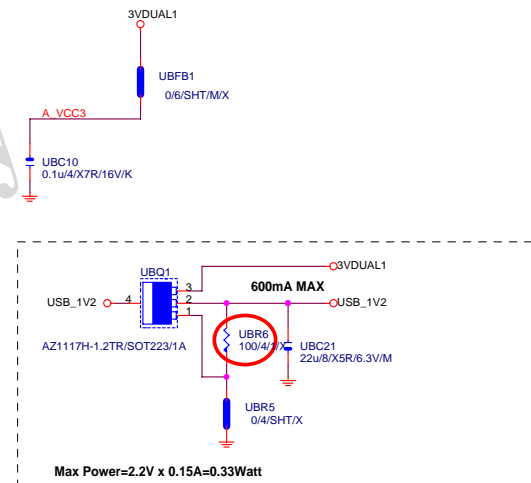 3VDUAL1
UBFB1
0/6/SHT/M/X
A_VCC3
UBC10
0.1u/4/X7R/16V/K
UBQ1
3VDUAL1
3
600mA MAX
USB_1V2
4
2
USB_1V2
1
UBR6
100/4/1/X
UBC21
22u/8/X5R/6.3V/M
AZ1117H-1.2TR/SOT223/1A
UBR5
0/4/SHT/X
Max Power=2.2V x 0.15A=0.33Watt